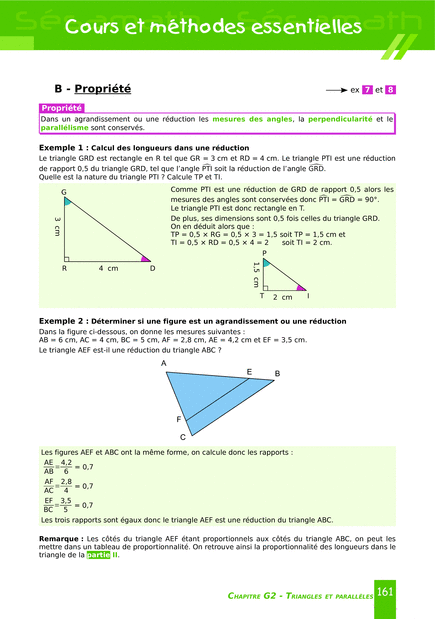 Sésamath Sésamath
Cours et méthodes essentielles
B - Propriété
ex 7 et 8
Propriété
Dans un agrandissement ou une réduction les mesures des angles, la perpendicularité et le
parallélisme sont conservés.
Exemple 1 : Calcul des longueurs dans une réduction
Le triangle GRD est rectangle en R tel que GR = 3 cm et RD = 4 cm. Le triangle PTI est une réduction
de rapport 0,5 du triangle GRD, tel que l'angle PTI soit la réduction de l'angle GRD.
Quelle est la nature du triangle PTI ? Calcule TP et TI.
G
3 cm
R
4 cm
D
Comme PTI est une réduction de GRD de rapport 0,5 alors les
mesures des angles sont conservées donc PTI = GRD = 90°.
Le triangle PTI est donc rectangle en T.
De plus, ses dimensions sont 0,5 fois celles du triangle GRD.
On en déduit alors que :
TP = 0,5 × RG = 0,5 × 3 = 1,5 soit TP = 1,5 cm et
TI = 0,5 × RD = 0,5 × 4 = 2 soit TI = 2 cm.
P
1,5 cm
T
2 cm
I
Exemple 2 : Déterminer si une figure est un agrandissement ou une réduction
Dans la figure ci-dessous, on donne les mesures suivantes :
AB = 6 cm, AC = 4 cm, BC = 5 cm, AF = 2,8 cm, AE = 4,2 cm et EF = 3,5 cm.
Le triangle AEF est-il une réduction du triangle ABC ?
A
E
B
F
C
Les figures AEF et ABC ont la même forme, on calcule donc les rapports :
AE/AB = 4,2/6 = 0,7
AF/AC = 2,8/4 = 0,7
EF/BC = 3,5/5 = 0,7
Les trois rapports sont égaux donc le triangle AEF est une réduction du triangle ABC.
Remarque : Les côtés du triangle AEF étant proportionnels aux côtés du triangle ABC, on peut les
mettre dans un tableau de proportionnalité. On retrouve ainsi la proportionnalité des longueurs dans le
triangle de la partie II.
Chapitre G2 - Triangles et parallèles 161